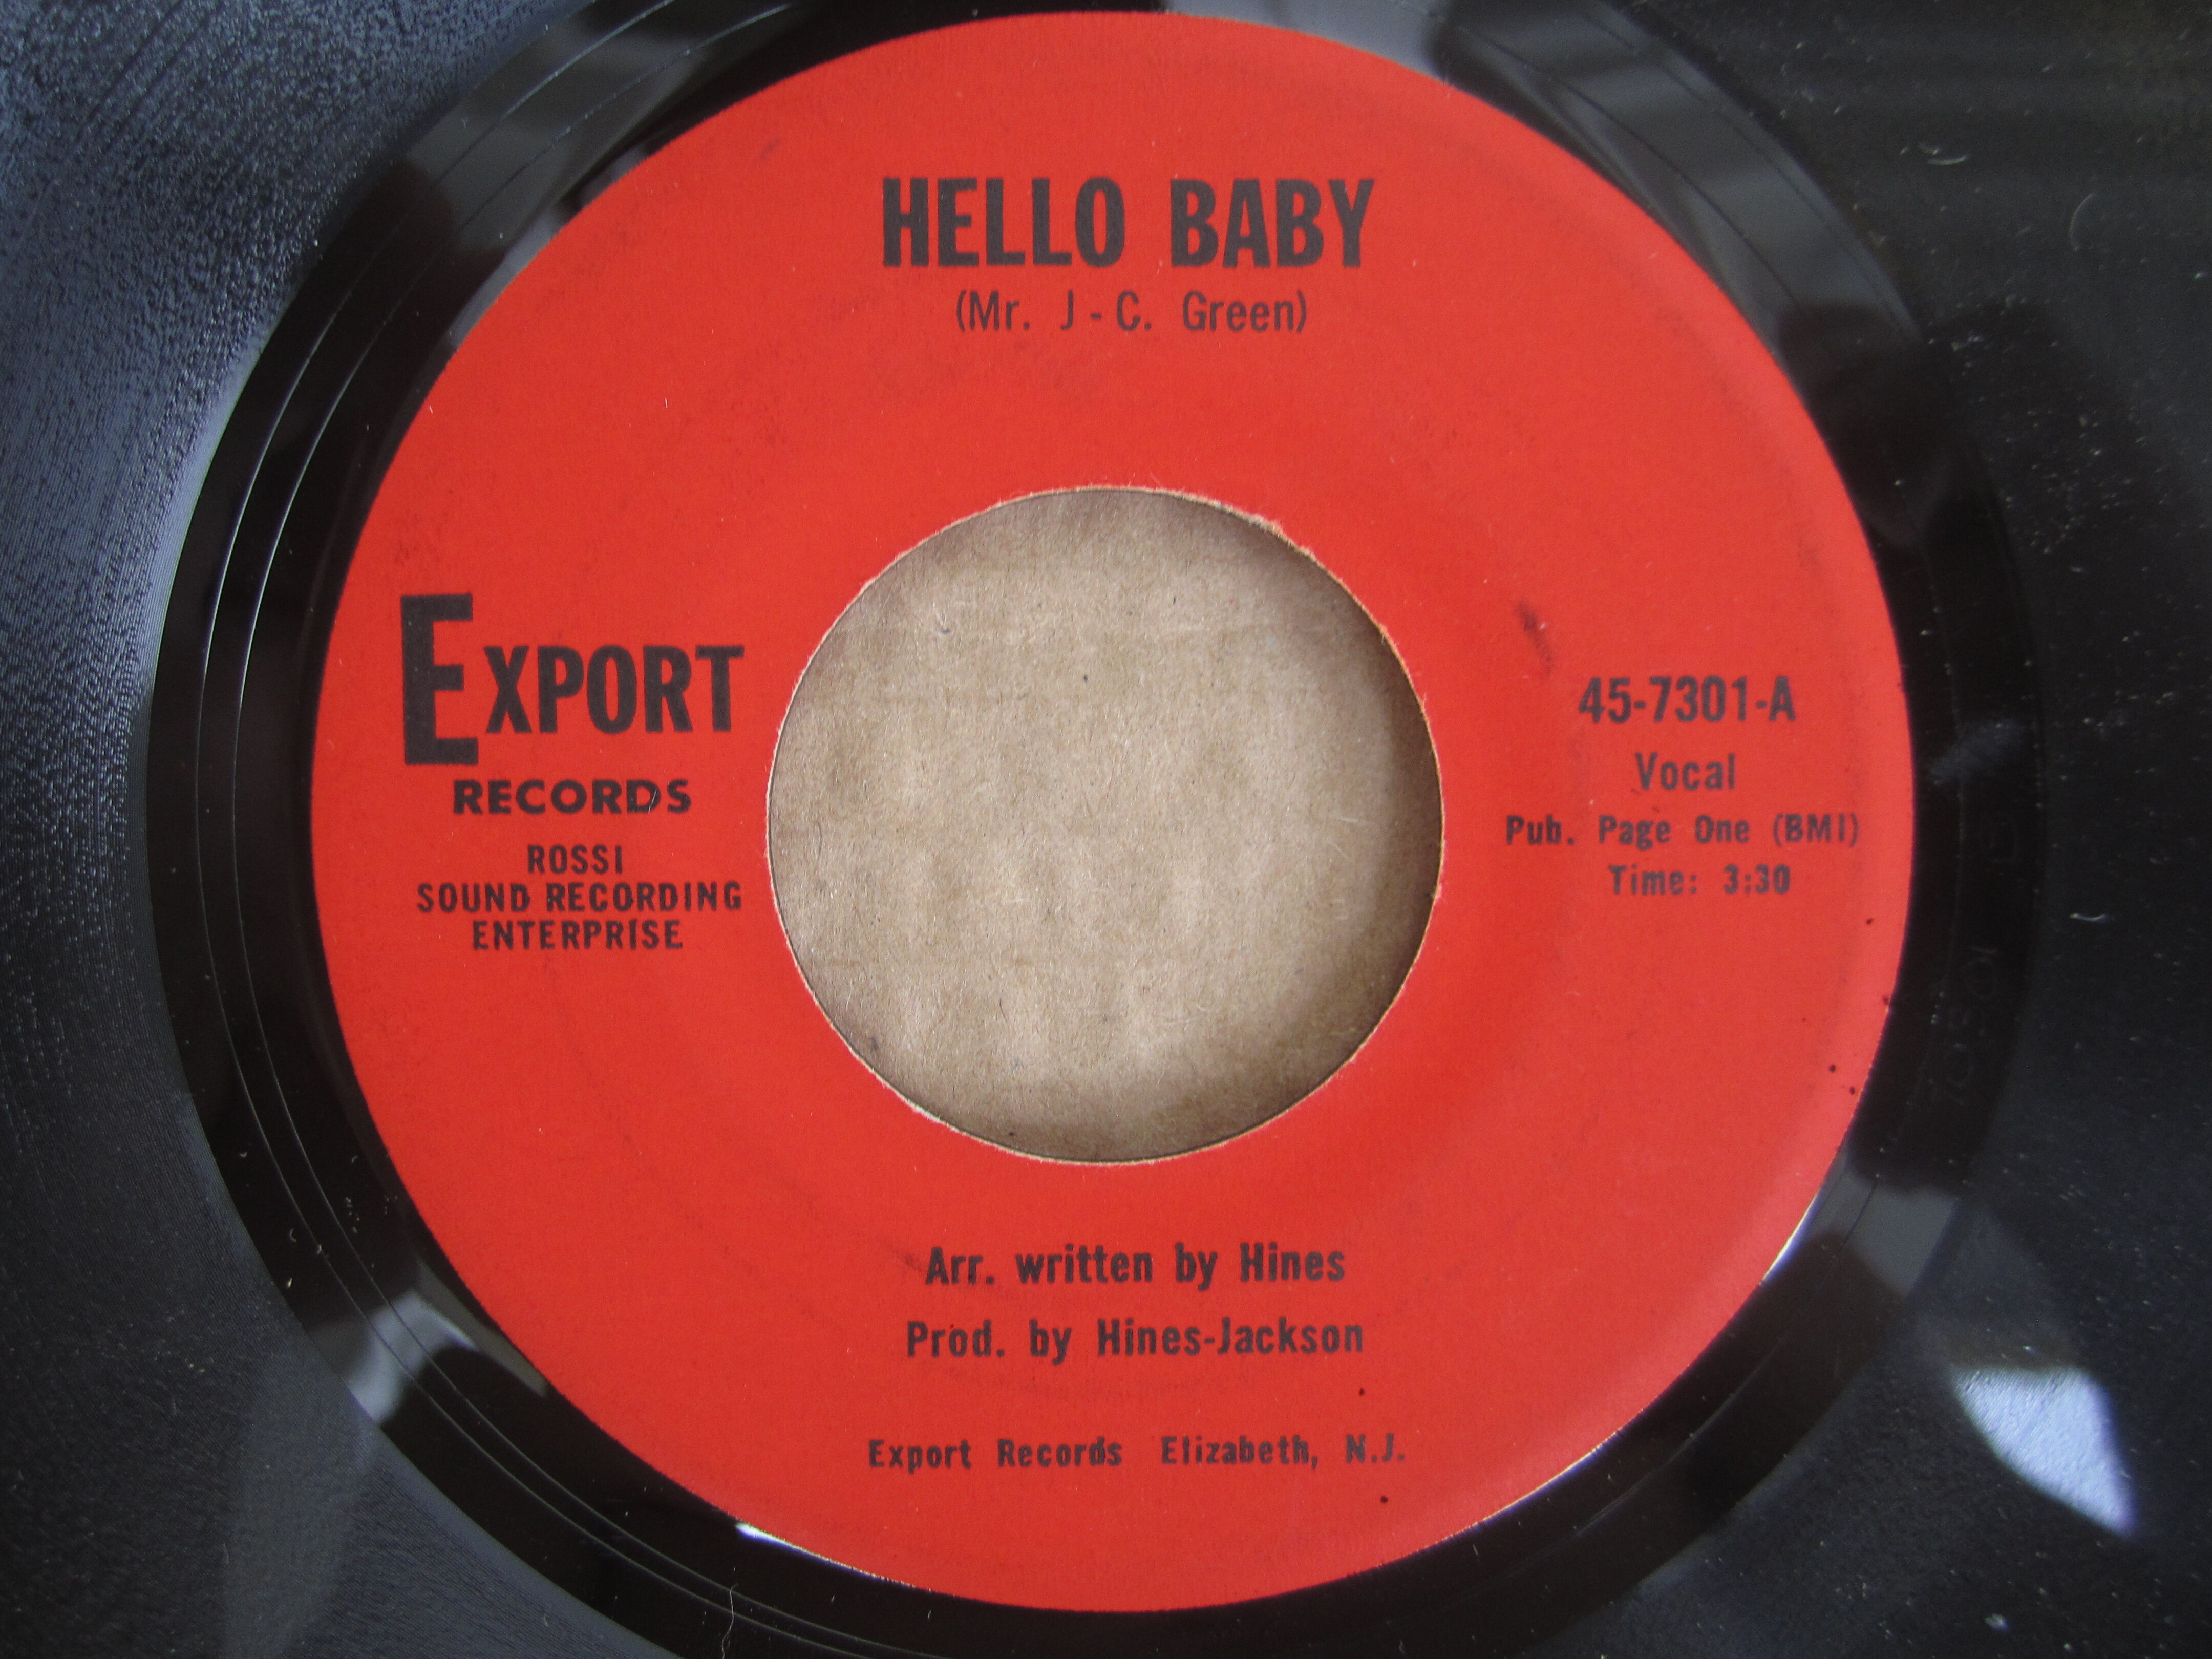 HELLO BABY
(Mr. J-C. Green)
EXPORT
RECORDS
ROSSI
SOUND RECORDING
ENTERPRISE
45-7301-A
Vocal
Pub. Page One (BMI)
Time: 3:30
Arr. written by Hines
Prod. by Hines-Jackson
Export Records Elizabeth, N.J.